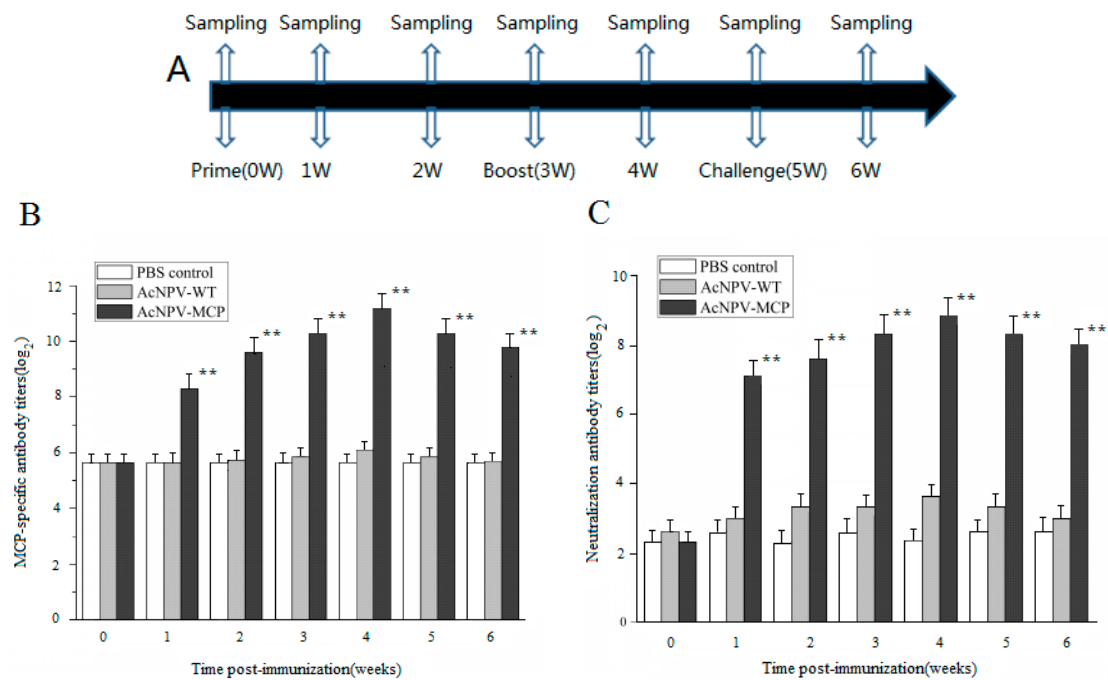 Sampling Sampling Sampling Sampling Sampling Sampling Sampling
A
Prime(0W) 1W 2W Boost(3W) 4W Challenge(5W) 6W
B
PBS control
AcNPV-WT
AcNPV-MCP
MCP-specific antibody titers(log2)
12
10
8
6
4
2
0
** ** ** ** ** **
0 1 2 3 4 5 6
Time post-immunization(weeks)
C
PBS control
AcNPV-WT
AcNPV-MCP
Neutralization antibody titers(log2)
10
8
6
4
2
0
** ** ** ** ** **
0 1 2 3 4 5 6
Time post-immunization(weeks)